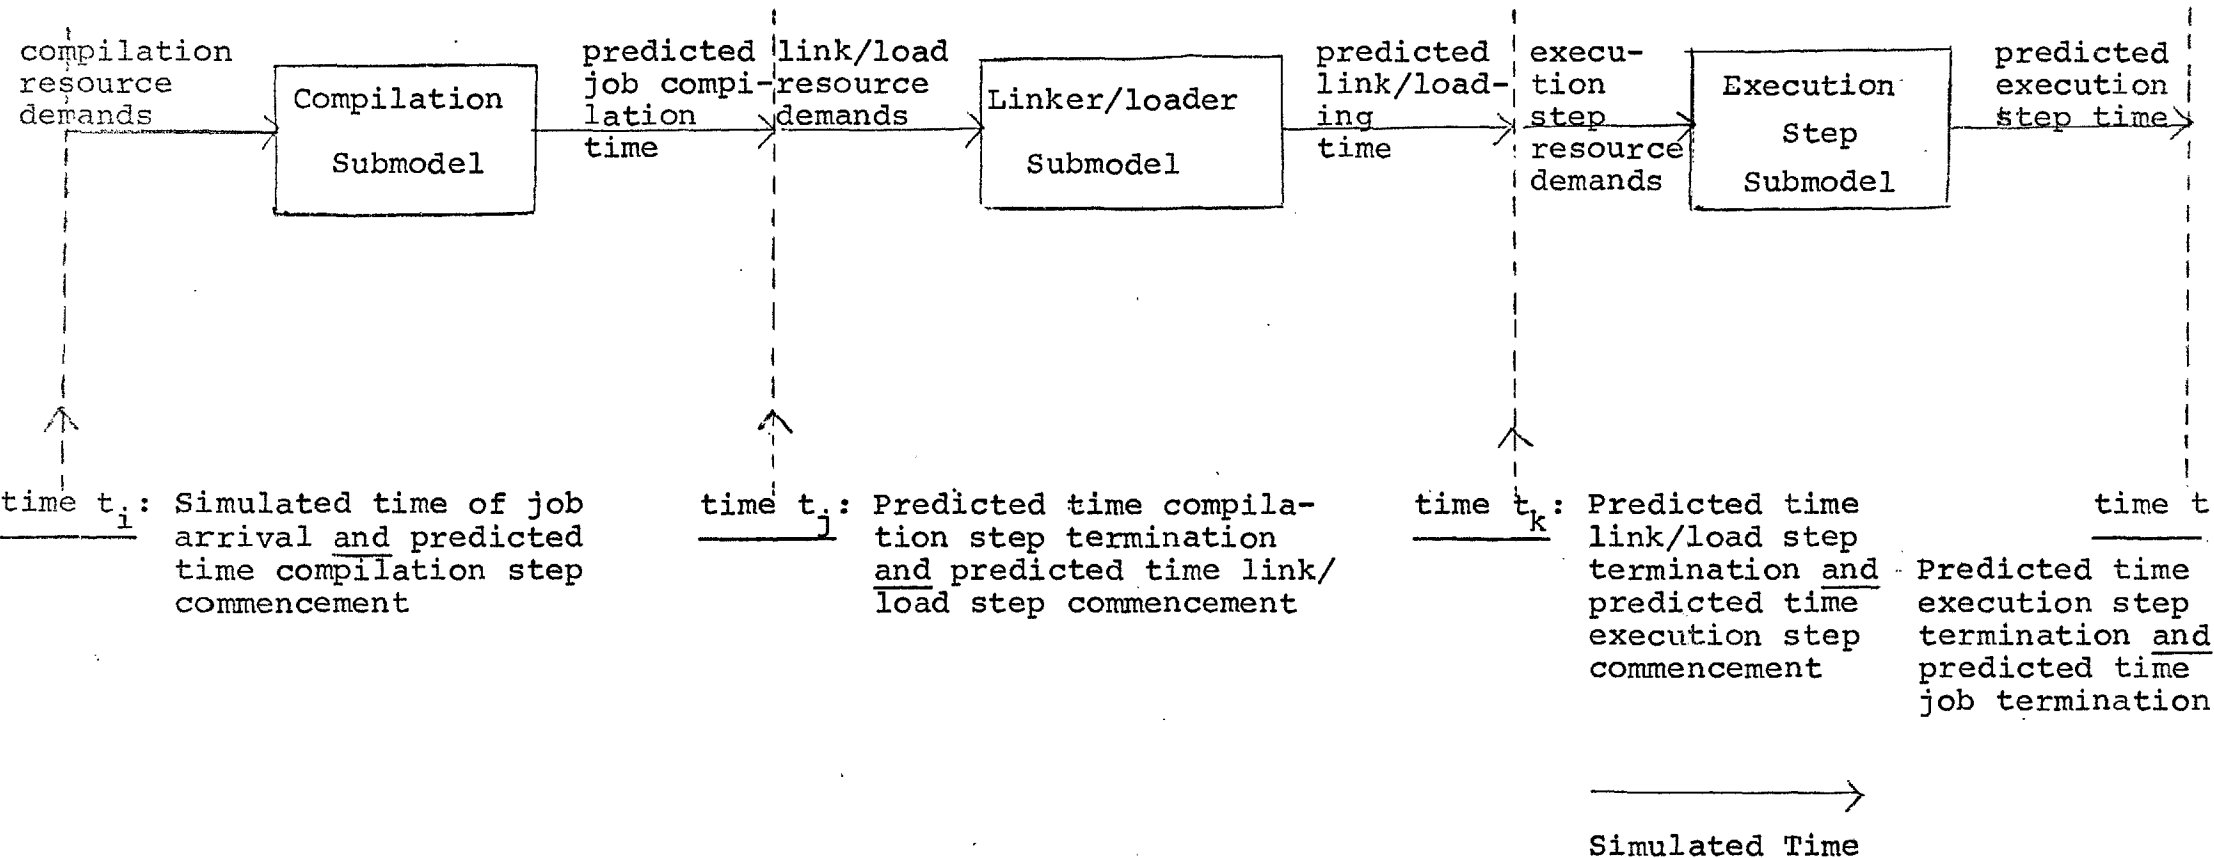 compilation
resource
demands
Compilation
Submodel
predicted
job compi-
lation
time
link/load
resource
demands
Linker/loader
Submodel
predicted
link/load-
ing
time
execu-
tion
step
resource
demands
Execution
Step
Submodel
predicted
execution
step time
time ti: Simulated time of job
arrival and predicted
time compilation step
commencement
time tj: Predicted time compila-
tion step termination
and predicted time link/
load step commencement
time tk: Predicted time
link/load step
termination and
predicted time
execution step
commencement
time t
Predicted time
execution step
termination and
predicted time
job termination
Simulated Time